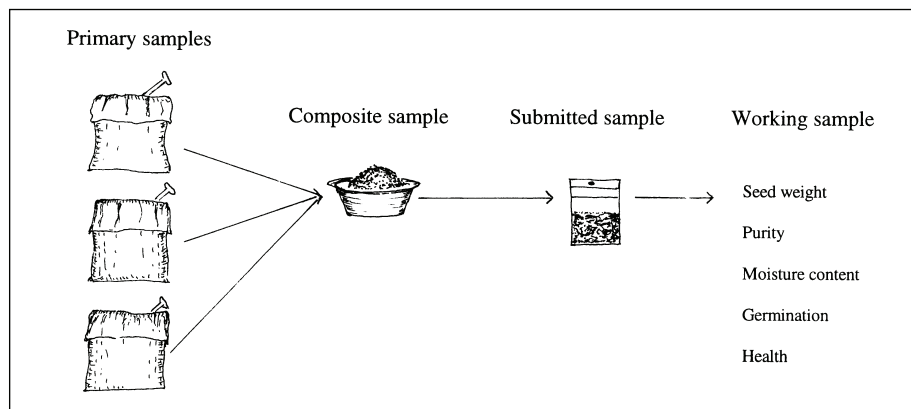 Primary samples
Composite sample
Submitted sample
Working sample
Seed weight
Purity
Moisture content
Germination
Health